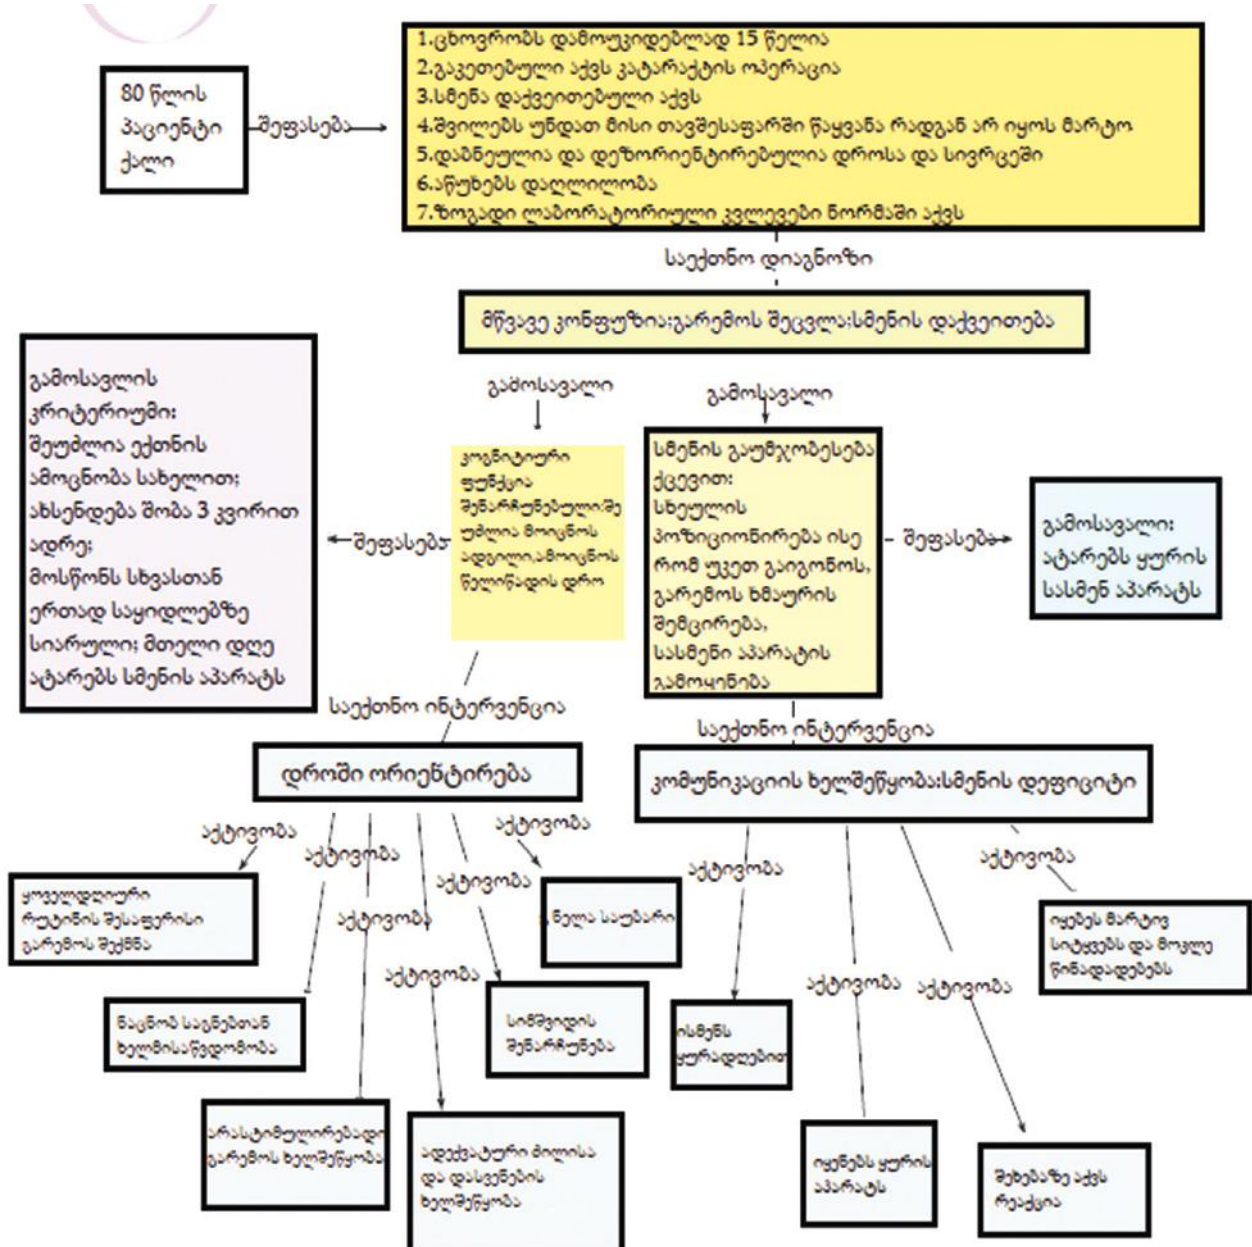 80 წლის
პაციენტი
ქალი
შეფასება
1.ცხოვრობს დამოუკიდებლად 15 წელია
2.გაკეთებული აქვს კატარაქტის ოპერაცია
3.სმენა დაქვეითებული აქვს
4.შვილებს უნდათ მისი თავშესაფარში წაყვანა რადგან არ იყოს მარტო
5.დაბნეულია და დეზორიენტირებულია დროსა და სივრცეში
6.აწუხებს დაღლილობა
7.ზოგადი ლაბორატორიული კვლევები ნორმაში აქვს
საექთნო დიაგნოზი
მწვავე კონფუზია;გარემოს შეცვლა;სმენის დაქვეითება
გამოსავლის
კრიტერიუმი:
შეუძლია ექთნის
ამოცნობა სახელით;
ახსენდება შობა 3 კვირით
ადრე;
მოსწონს სხვასთან
ერთად საყიდლებზე
სიარული; მთელი დღე
ატარებს სმენის აპარატს
შეფასება
გამოსავალი
კოგნიტიური
ფუნქცია
შენარჩუნებული:შე
უძლია მოიცნოს
ადგილი,ამოიცნოს
წელიწადის დრო
გამოსავალი
სმენის გაუმჯობესება
ქცევით:
სხეულის
პოზიციონირება ისე
რომ უკეთ გაიგონოს,
გარემოს ხმაურის
შემცირება,
სასმენი აპარატის
გამოყენება
შეფასება
გამოსავალი:
ატარებს ყურის
სასმენ აპარატს
საექთნო ინტერვენცია
დროში ორიენტირება
აქტივობა
აქტივობა
აქტივობა
აქტივობა
აქტივობა
აქტივობა
ყოველდღიური
რუტინის შესაფერისი
გარემოს შექმნა
ნაცნობ საგნებთან
ხელმისაწვდომობა
არასტიმულირებადი
გარემოს ხელშეწყობა
ადექვატური ძილისა
და დასვენების
ხელშეწყობა
სიმშვიდის
შენარჩუნება
ნელა საუბარი
საექთნო ინტერვენცია
კომუნიკაციის ხელშეწყობა:სმენის დეფიციტი
აქტივობა
აქტივობა
აქტივობა
აქტივობა
ისმენს
ყურადღებით
იყენებს ყურის
აპარატს
შეხებაზე აქვს
რეაქცია
იყებეს მარტივ
სიტყვებს და მოკლე
წინადადებებს